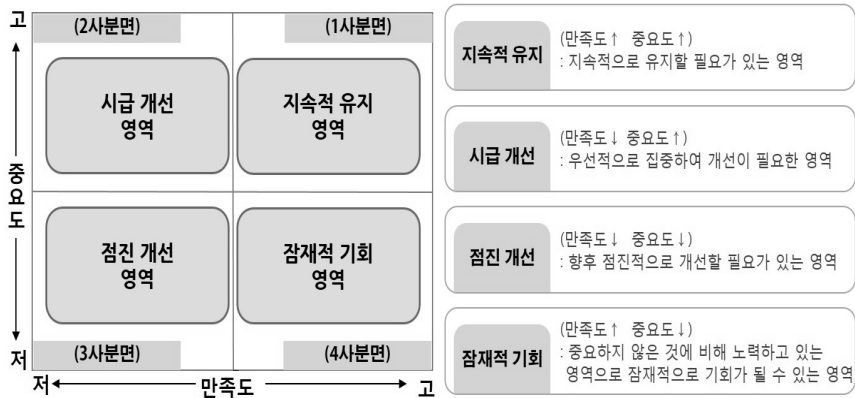 고
(2사분면) (1사분면)
시급 개선
영역
지속적 유지
영역
중요도
점진 개선
영역
잠재적 기회
영역
(3사분면) (4사분면)
저
저 만족도 고
지속적 유지
(만족도↑ 중요도↑)
: 지속적으로 유지할 필요가 있는 영역
시급 개선
(만족도↓ 중요도↑)
: 우선적으로 집중하여 개선이 필요한 영역
점진 개선
(만족도↓ 중요도↓)
: 향후 점진적으로 개선할 필요가 있는 영역
잠재적 기회
(만족도↑ 중요도↓)
: 중요하지 않은 것에 비해 노력하고 있는
영역으로 잠재적으로 기회가 될 수 있는 영역